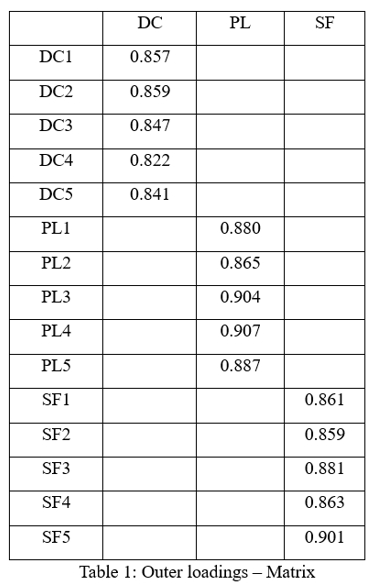 DC PL SF
DC1 0.857
DC2 0.859
DC3 0.847
DC4 0.822
DC5 0.841
PL1 0.880
PL2 0.865
PL3 0.904
PL4 0.907
PL5 0.887
SF1 0.861
SF2 0.859
SF3 0.881
SF4 0.863
SF5 0.901
Table 1: Outer loadings – Matrix